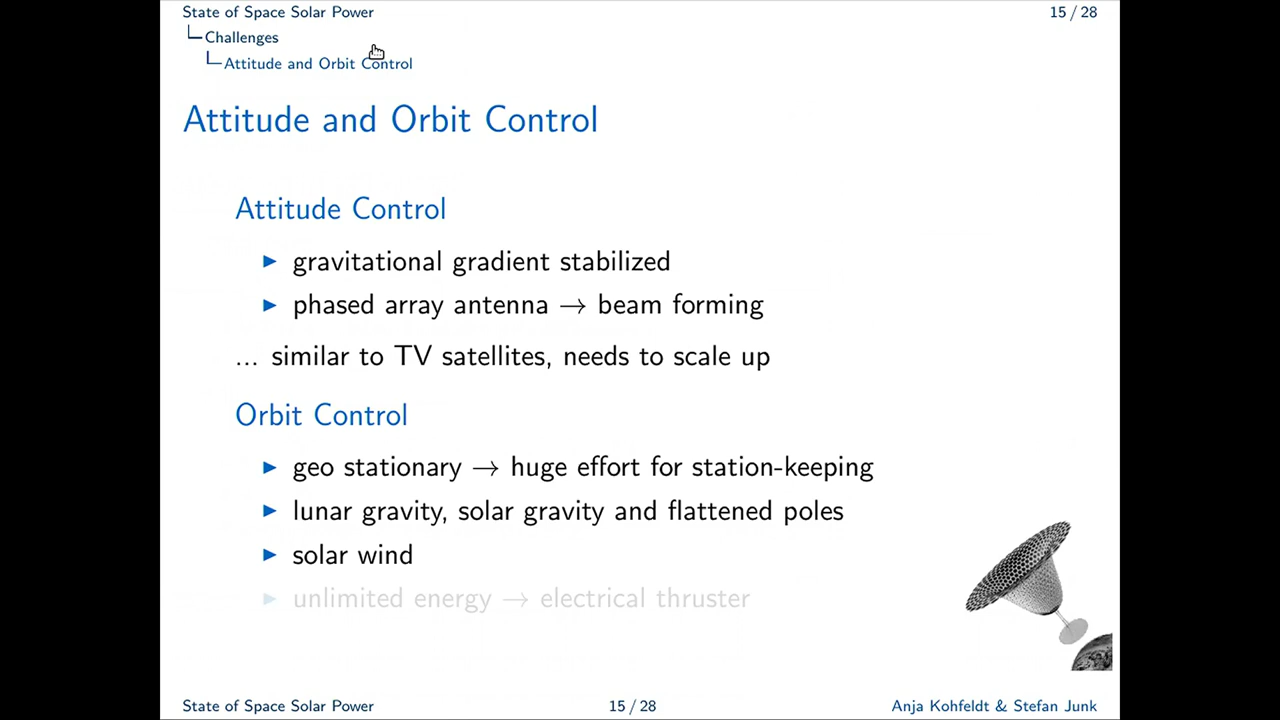 State of Space Solar Power 15 / 28
Challenges
Attitude and Orbit Control
Attitude and Orbit Control
Attitude Control
gravitational gradient stabilized
phased array antenna → beam forming
... similar to TV satellites, needs to scale up
Orbit Control
geo stationary → huge effort for station-keeping
lunar gravity, solar gravity and flattened poles
solar wind
unlimited energy → electrical thruster
State of Space Solar Power 15 / 28 Anja Kohfeldt & Stefan Junk